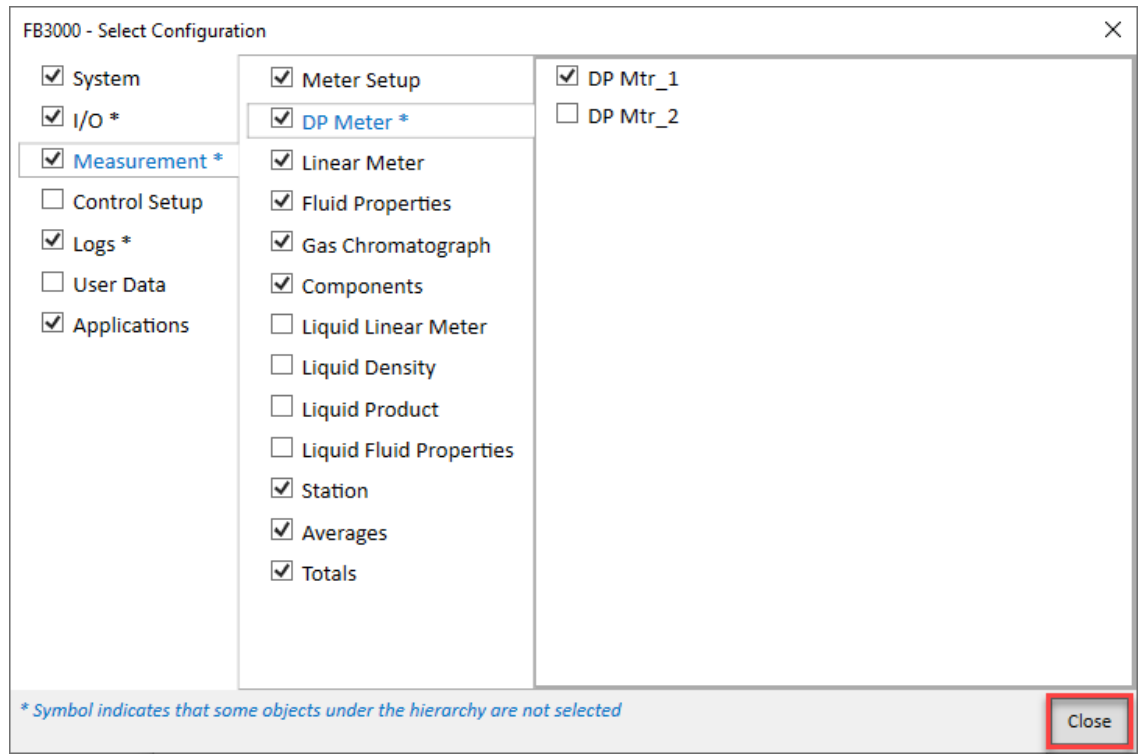 FB3000 - Select Configuration
System
I/O *
Measurement *
Control Setup
Logs *
User Data
Applications
Meter Setup
DP Meter *
Linear Meter
Fluid Properties
Gas Chromatograph
Components
Liquid Linear Meter
Liquid Density
Liquid Product
Liquid Fluid Properties
Station
Averages
Totals
DP Mtr_1
DP Mtr_2
* Symbol indicates that some objects under the hierarchy are not selected
Close